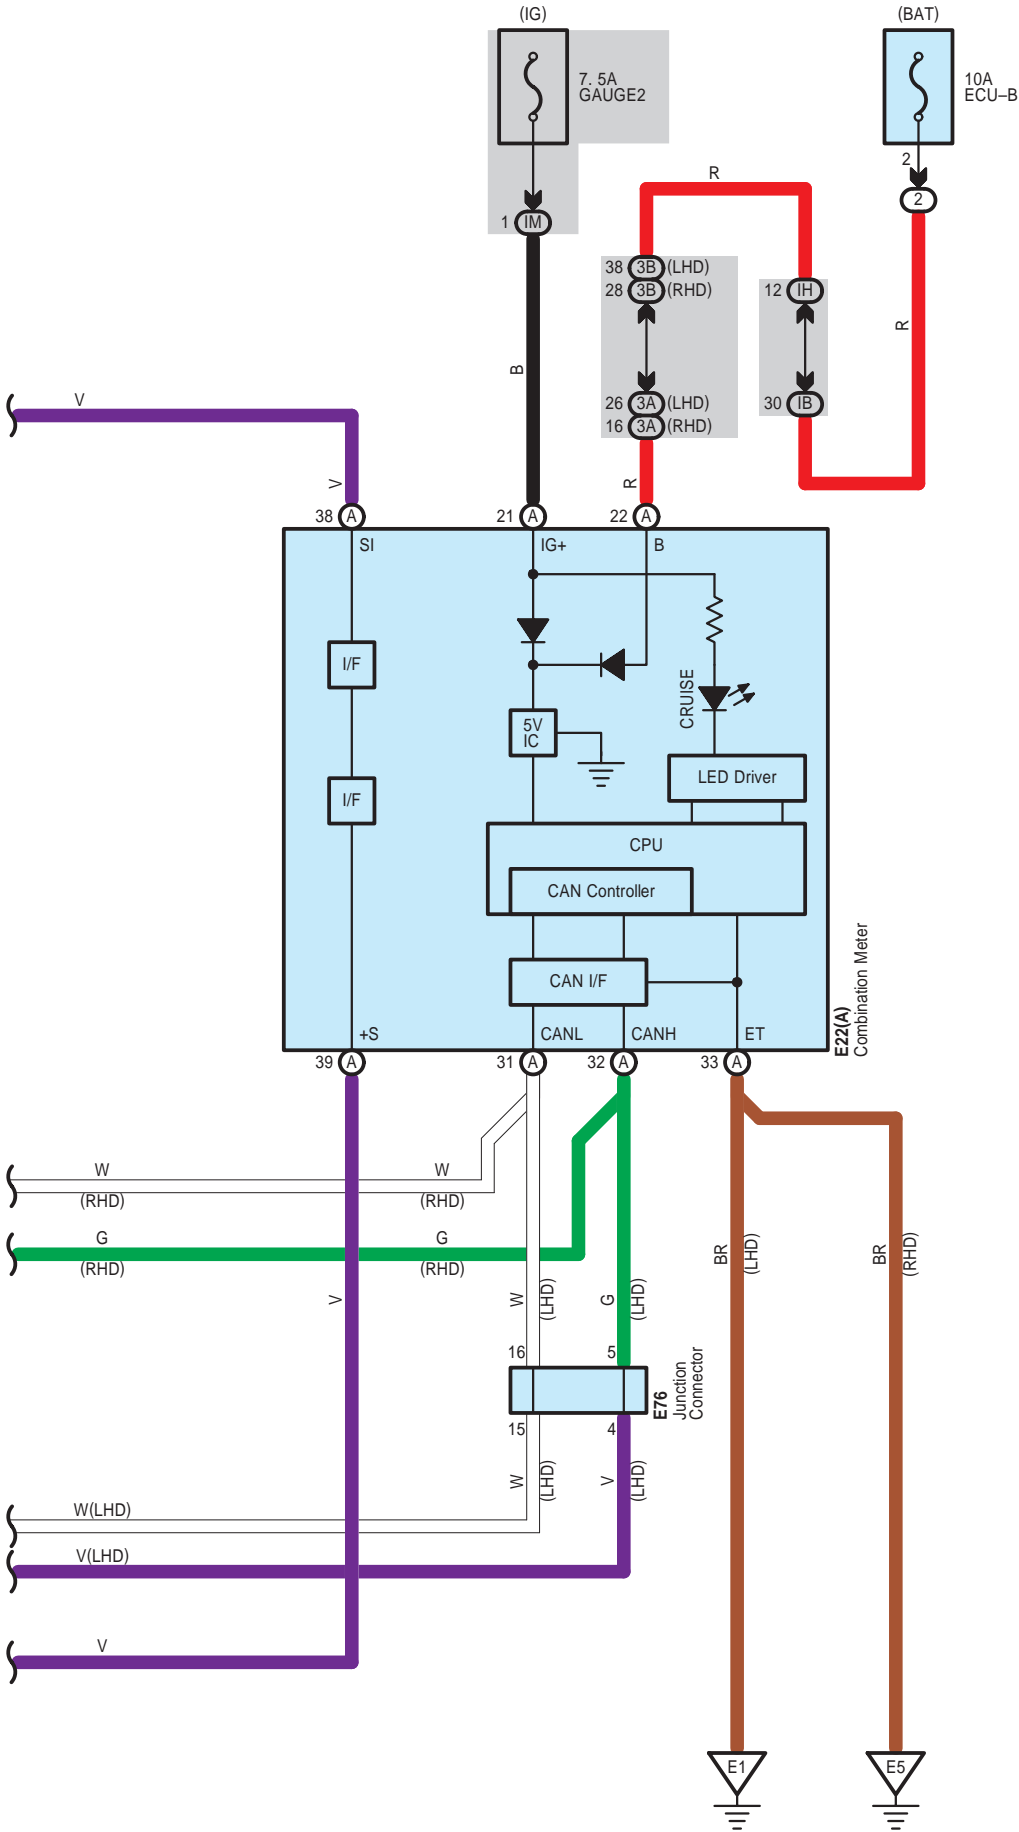 (IG)
(BAT)
7. 5A
GAUGE2
10A
ECU–B
2
2
1 IM
R
38 3B (LHD)
28 3B (RHD)
12 IH
R
B
26 3A (LHD)
16 3A (RHD)
30 IB
V
V
R
38 A
21 A
22 A
SI
IG+
B
I/F
CRUISE
5V
IC
LED Driver
I/F
CPU
CAN Controller
CAN I/F
E22(A)
Combination Meter
+S
CANL
CANH
ET
39 A
31 A
32 A
33 A
W
W
(RHD)
(RHD)
G
G
(RHD)
(RHD)
BR
(LHD)
BR
(RHD)
V
W
(LHD)
G
(LHD)
16
5
E76
Junction
Connector
15
4
W
(LHD)
V
(LHD)
W(LHD)
V(LHD)
V
E1
E5